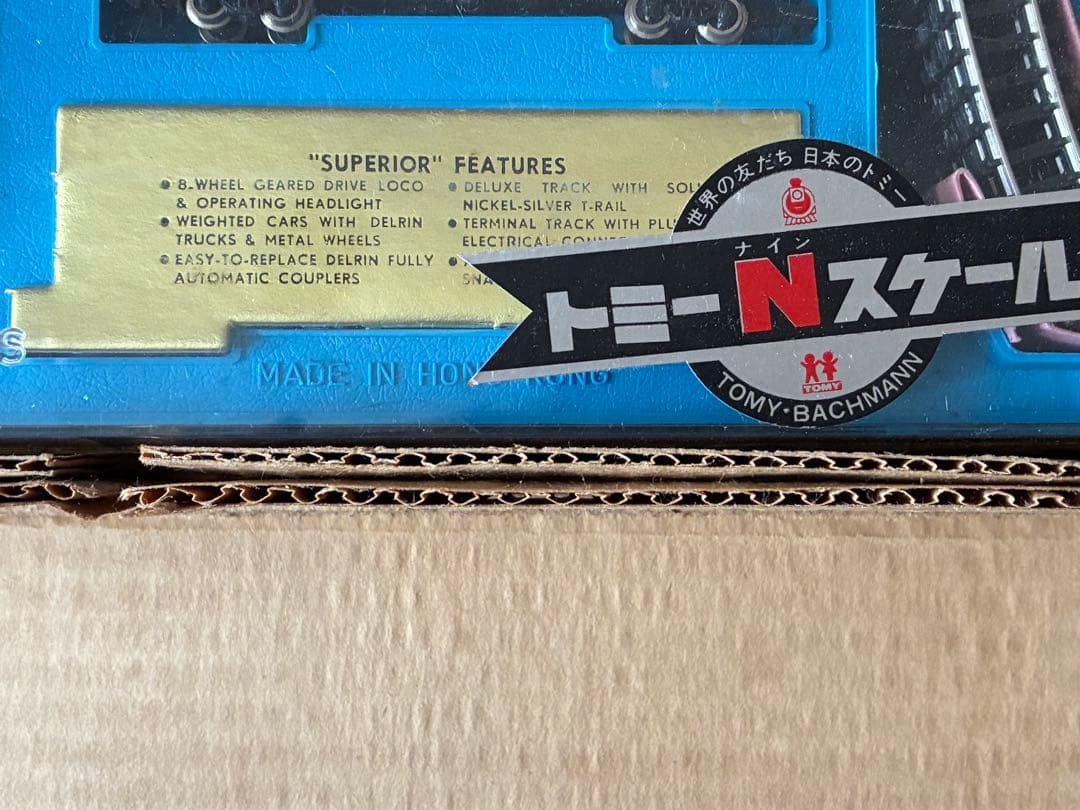 "SUPERIOR" FEATURES
• 8-WHEEL GEARED DRIVE LOCO
& OPERATING HEADLIGHT
• WEIGHTED CARS WITH DELRIN
TRUCKS & METAL WHEELS
• EASY-TO-REPLACE DELRIN FULLY
AUTOMATIC COUPLERS
• DELUXE TRACK WITH
NICKEL-SILVER T-RAIL
• TERMINAL TRACK WITH
ELECTRICAL
世界の友だち 日本のトミー
ナイン
トミーNスケール
TOMY
TOMY·BACHMANN
MADE IN HONG KONG
S